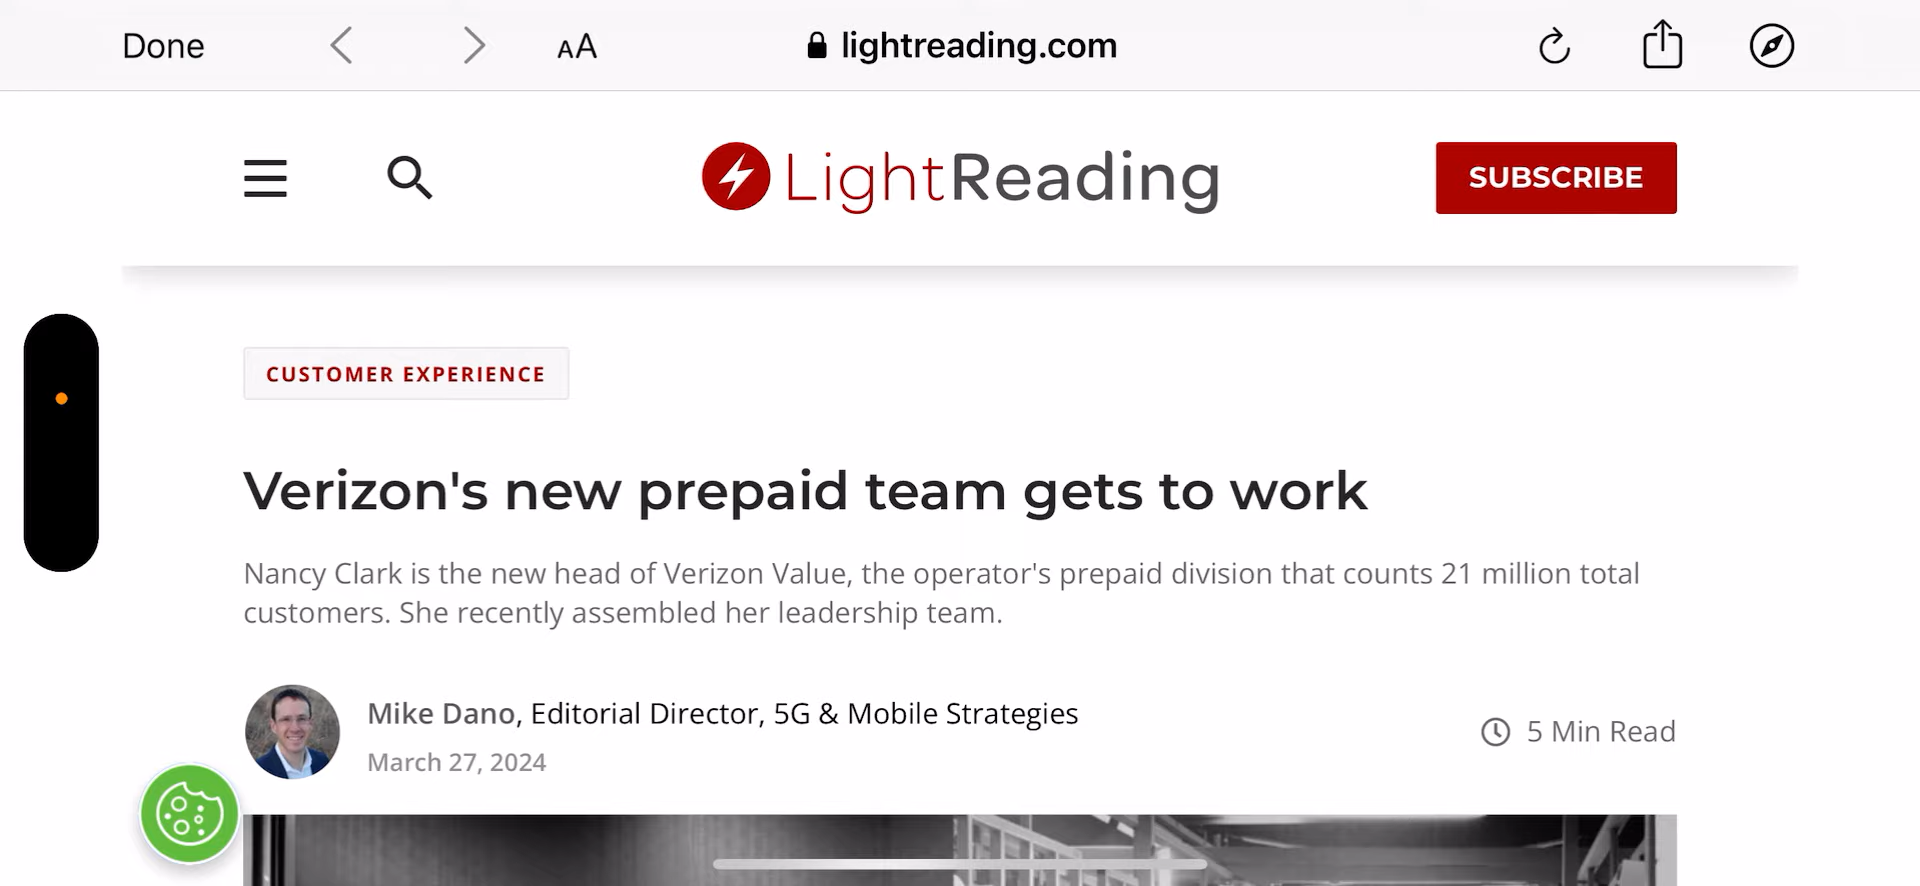 Done
AA
lightreading.com
LightReading
SUBSCRIBE
CUSTOMER EXPERIENCE
Verizon's new prepaid team gets to work
Nancy Clark is the new head of Verizon Value, the operator's prepaid division that counts 21 million total
customers. She recently assembled her leadership team.
Mike Dano, Editorial Director, 5G & Mobile Strategies
March 27, 2024
5 Min Read